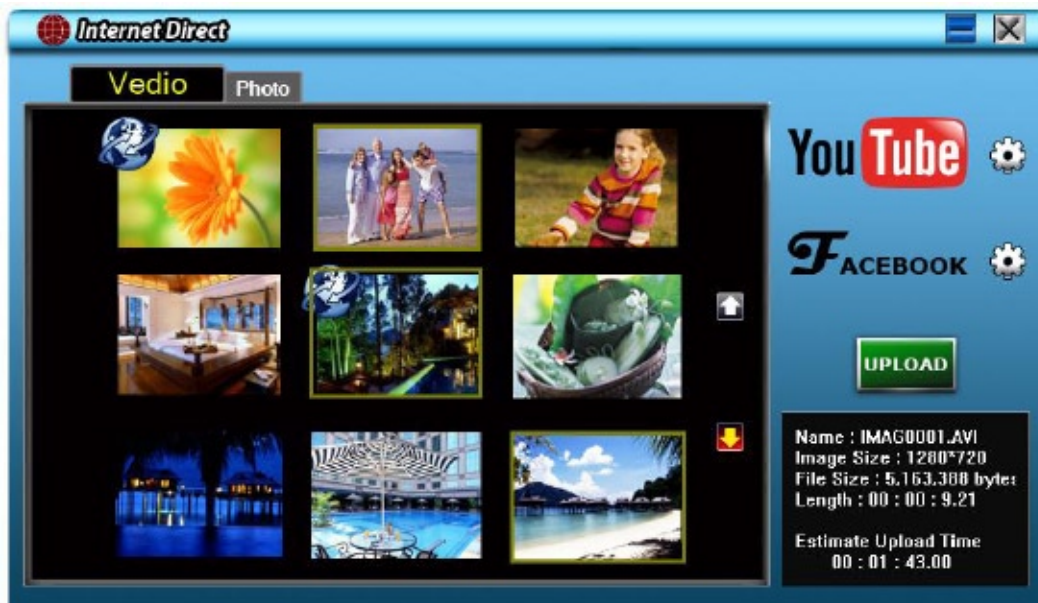 Internet Direct
Vedio
Photo
YouTube
FACEBOOK
UPLOAD
Name : IMAG0001.AVI
Image Size : 1280*720
File Size : 5,163,388 bytes
Length : 00 : 00 : 9.21
Estimate Upload Time
00 : 01 : 43.00